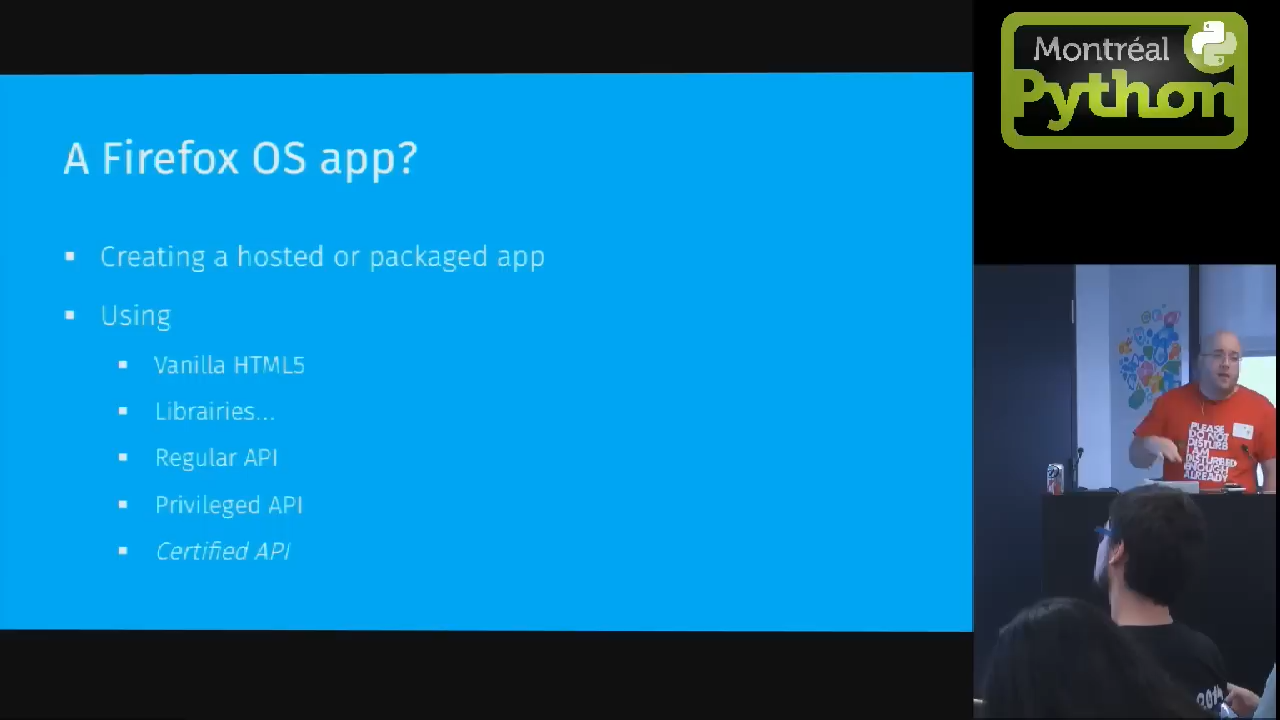 A Firefox OS app?
Creating a hosted or packaged app
Using
Vanilla HTML5
Librairies...
Regular API
Privileged API
Certified API
Montréal
Python
PLEASE
DO NOT
DISTURB
I AM
DISTURBED
ENOUGH
ALREADY
2014